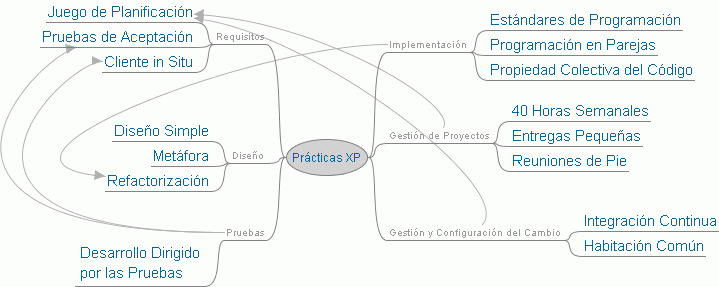 Juego de Planificación
Pruebas de Aceptación
Requisitos
Cliente in Situ
Diseño Simple
Metáfora
Diseño
Refactorización
Pruebas
Desarrollo Dirigido
por las Pruebas
Prácticas XP
Estándares de Programación
Implementación
Programación en Parejas
Propiedad Colectiva del Código
40 Horas Semanales
Gestión de Proyectos
Entregas Pequeñas
Reuniones de Pie
Integración Continua
Gestión y Configuración del Cambio
Habitación Común